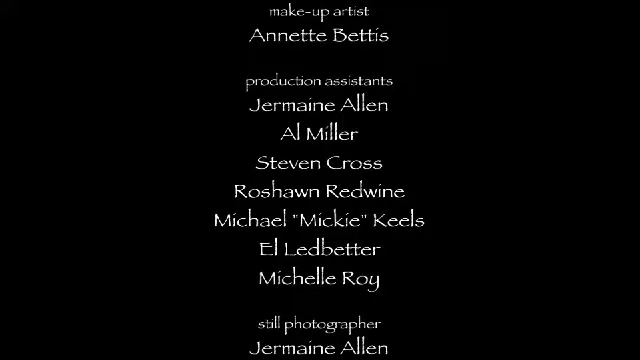 make-up artist
Annette Bettis
production assistants
Jermaine Allen
Al Miller
Steven Cross
Roshawn Redwine
Michael "Mickie" Keels
El Ledbetter
Michelle Roy
still photographer
Jermaine Allen